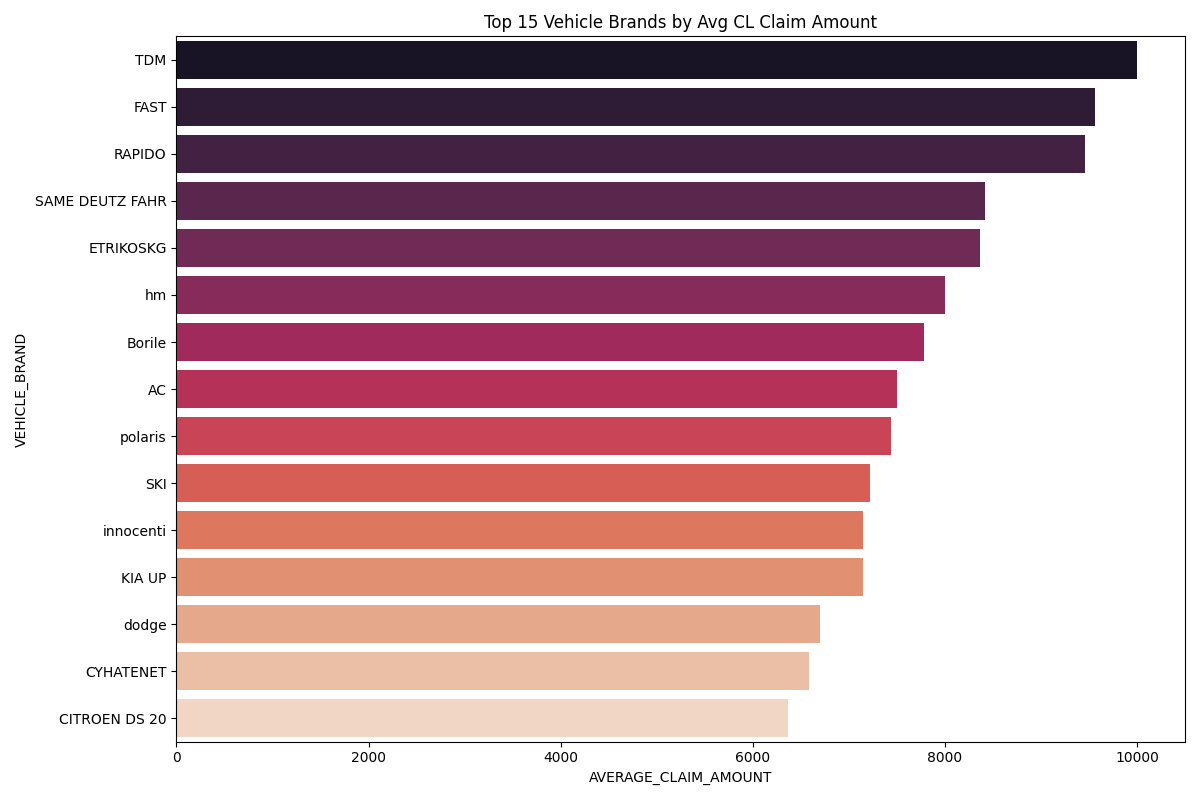 Top 15 Vehicle Brands by Avg CL Claim Amount
TDM
FAST
RAPIDO
SAME DEUTZ FAHR
ETRIKOSKG
hm
Borile
AC
polaris
SKI
innocenti
KIA UP
dodge
CYHATENET
CITROEN DS 20
VEHICLE_BRAND
0 2000 4000 6000 8000 10000
AVERAGE_CLAIM_AMOUNT